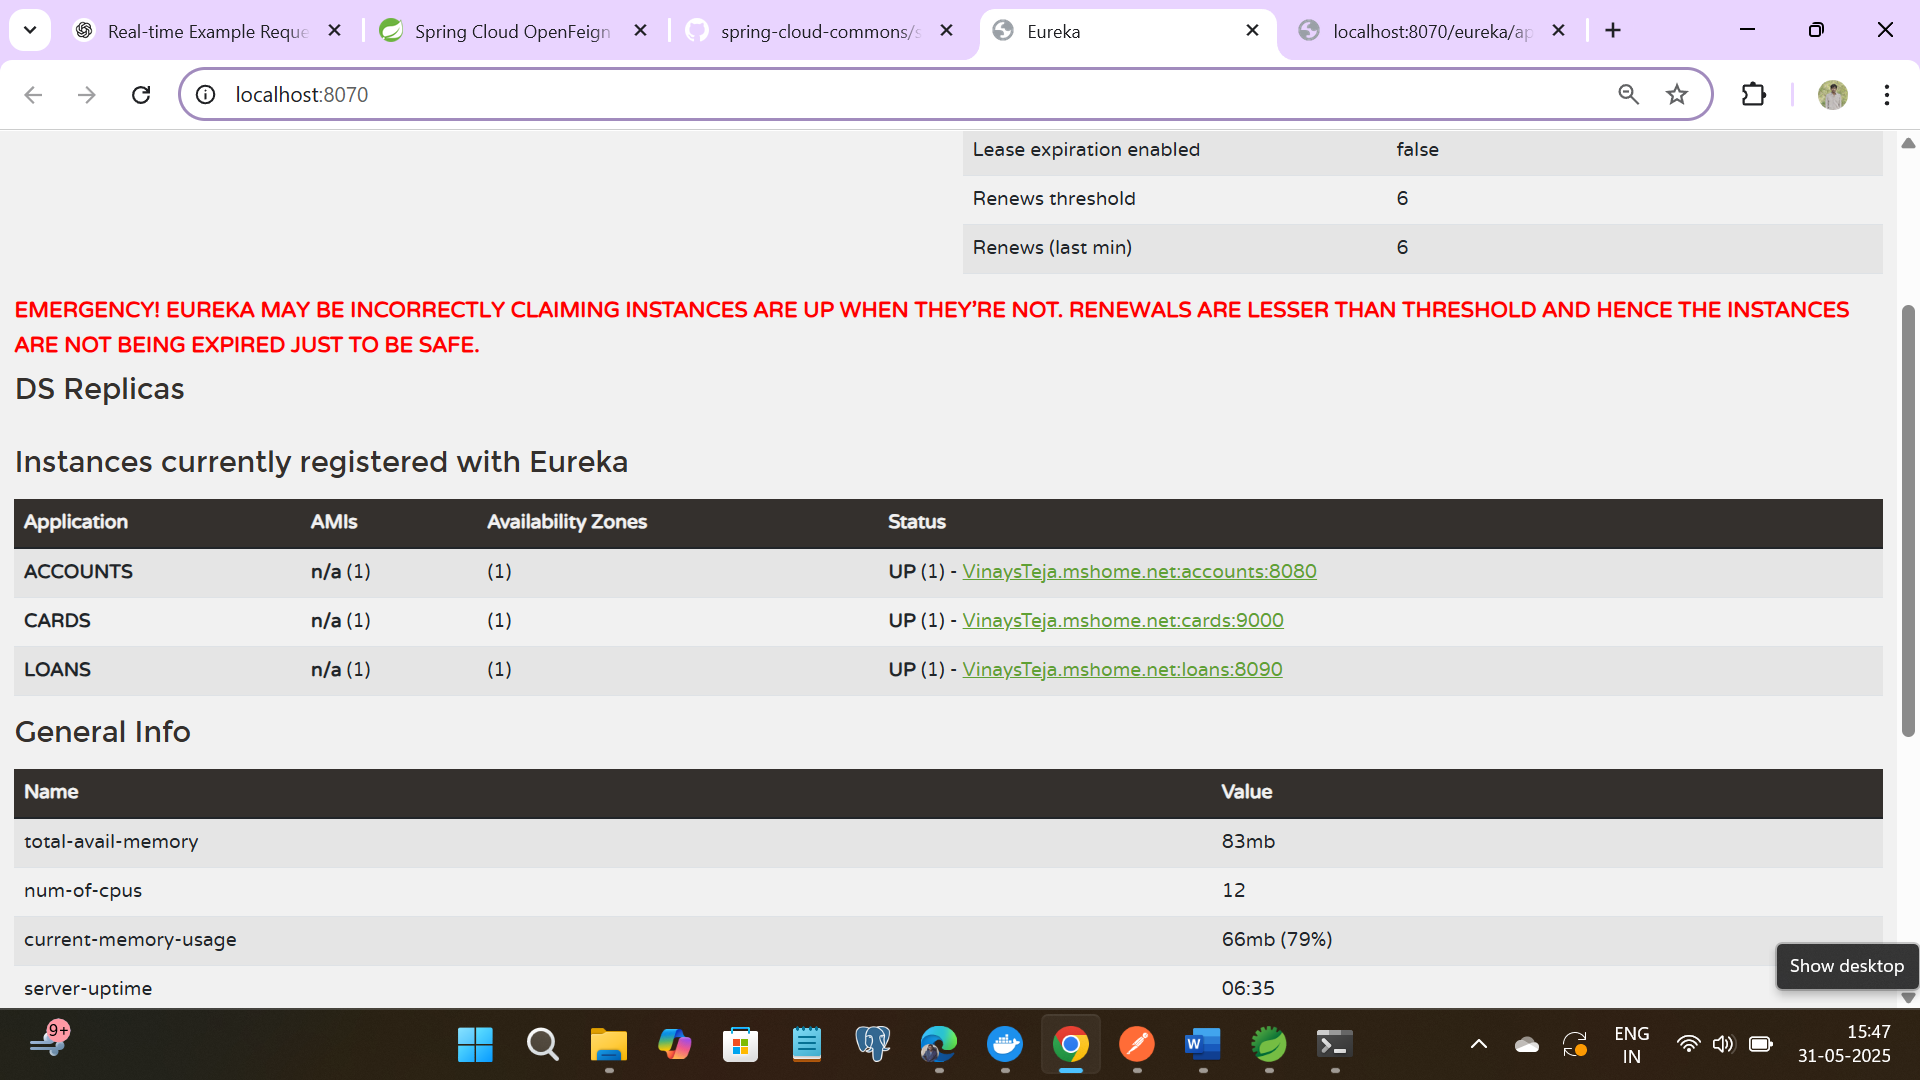 Real-time Example Reque
Spring Cloud OpenFeign
spring-cloud-commons/s
Eureka
localhost:8070/eureka/ap
localhost:8070
Lease expiration enabled false
Renews threshold 6
Renews (last min) 6
EMERGENCY! EUREKA MAY BE INCORRECTLY CLAIMING INSTANCES ARE UP WHEN THEY'RE NOT. RENEWALS ARE LESSER THAN THRESHOLD AND HENCE THE INSTANCES
ARE NOT BEING EXPIRED JUST TO BE SAFE.
DS Replicas
Instances currently registered with Eureka
Application AMIs Availability Zones Status
ACCOUNTS n/a (1) (1) UP (1) - VinaysTeja.mshome.net:accounts:8080
CARDS n/a (1) (1) UP (1) - VinaysTeja.mshome.net:cards:9000
LOANS n/a (1) (1) UP (1) - VinaysTeja.mshome.net:loans:8090
General Info
Name Value
total-avail-memory 83mb
num-of-cpus 12
current-memory-usage 66mb (79%)
Show desktop
server-uptime 06:35
9+
W
ENG
IN
15:47
31-05-2025